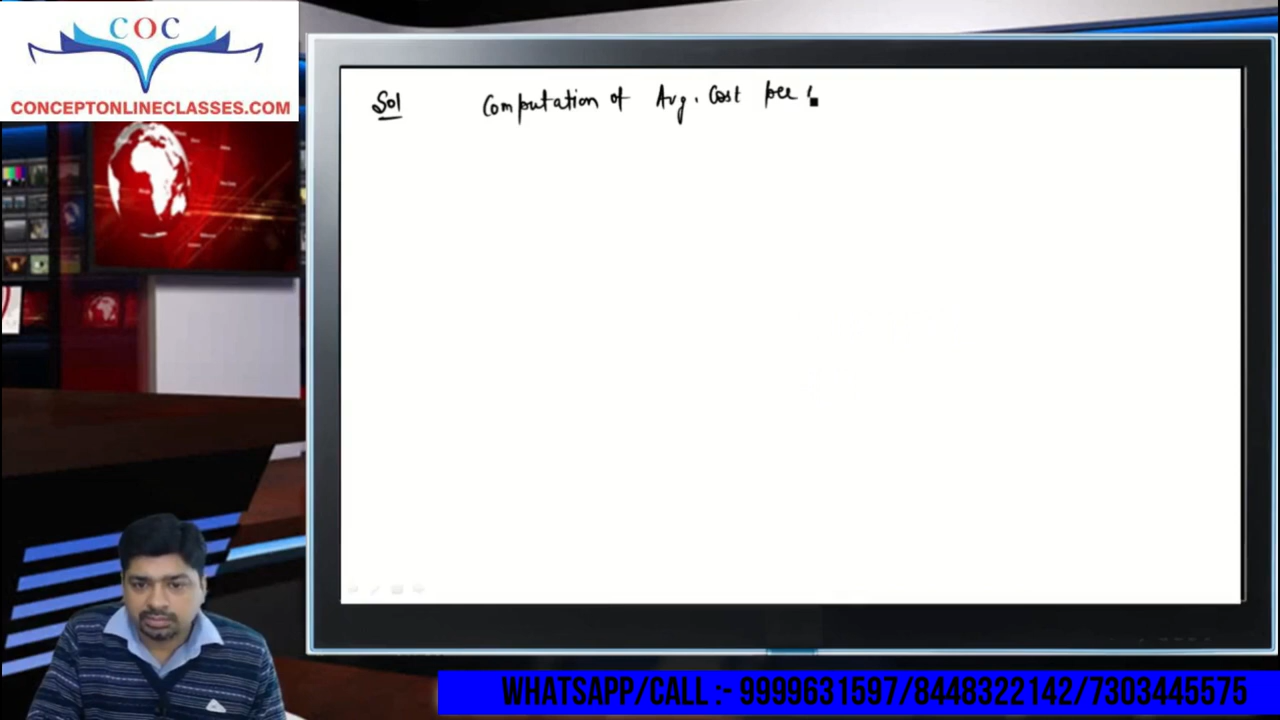 COC
CONCEPTONLINECLASSES.COM
Sol Computation of Avg. Cost per
WHATSAPP/CALL :- 9999631597/8448322142/7303445575